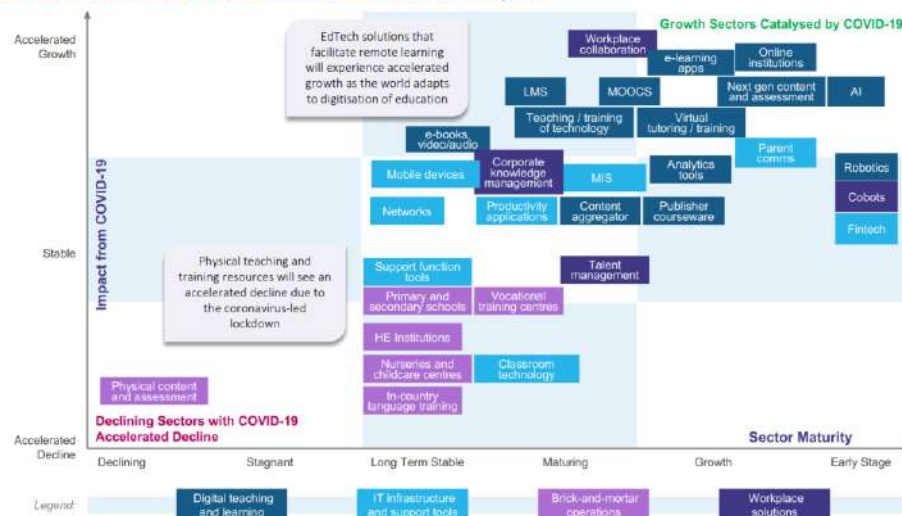 Growth Sectors Catalysed by COVID-19
Accelerated
Growth
EdTech solutions that
facilitate remote learning
will experience accelerated
growth as the world adapts
to digitisation of education
Workplace
collaboration
e-learning
apps
Online
institutions
LMS
MOOCS
Next gen content
and assessment
AI
Teaching / training
of technology
Virtual
tutoring / training
e-books,
video/audio
Parent
comms
Mobile devices
Corporate
knowledge
management
MIS
Analytics
tools
Robotics
Cobots
Fintech
Networks
Productivity
applications
Content
aggregator
Publisher
courseware
Impact from COVID-19
Stable
Physical teaching and
training resources will see an
accelerated decline due to
the coronavirus-led
lockdown
Support function
tools
Talent
management
Primary and
secondary schools
Vocational
training centres
HE Institutions
Nurseries and
childcare centres
Classroom
technology
Physical content
and assessment
In-country
language training
Declining Sectors with COVID-19
Accelerated Decline
Sector Maturity
Accelerated
Decline
Declining
Stagnant
Long Term Stable
Maturing
Growth
Early Stage
Legend:
Digital teaching
and learning
IT infrastructure
and support tools
Brick-and-mortar
operations
Workplace
solutions